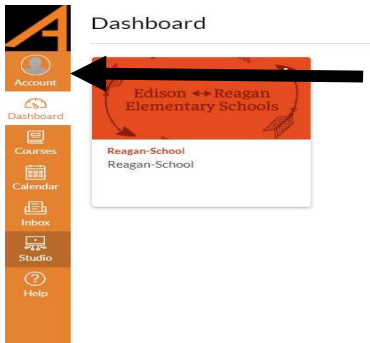 Dashboard
Account
Dashboard
Courses
Calendar
Inbox
Studio
Help
Edison ↔ Reagan
Elementary Schools
Reagan-School
Reagan-School